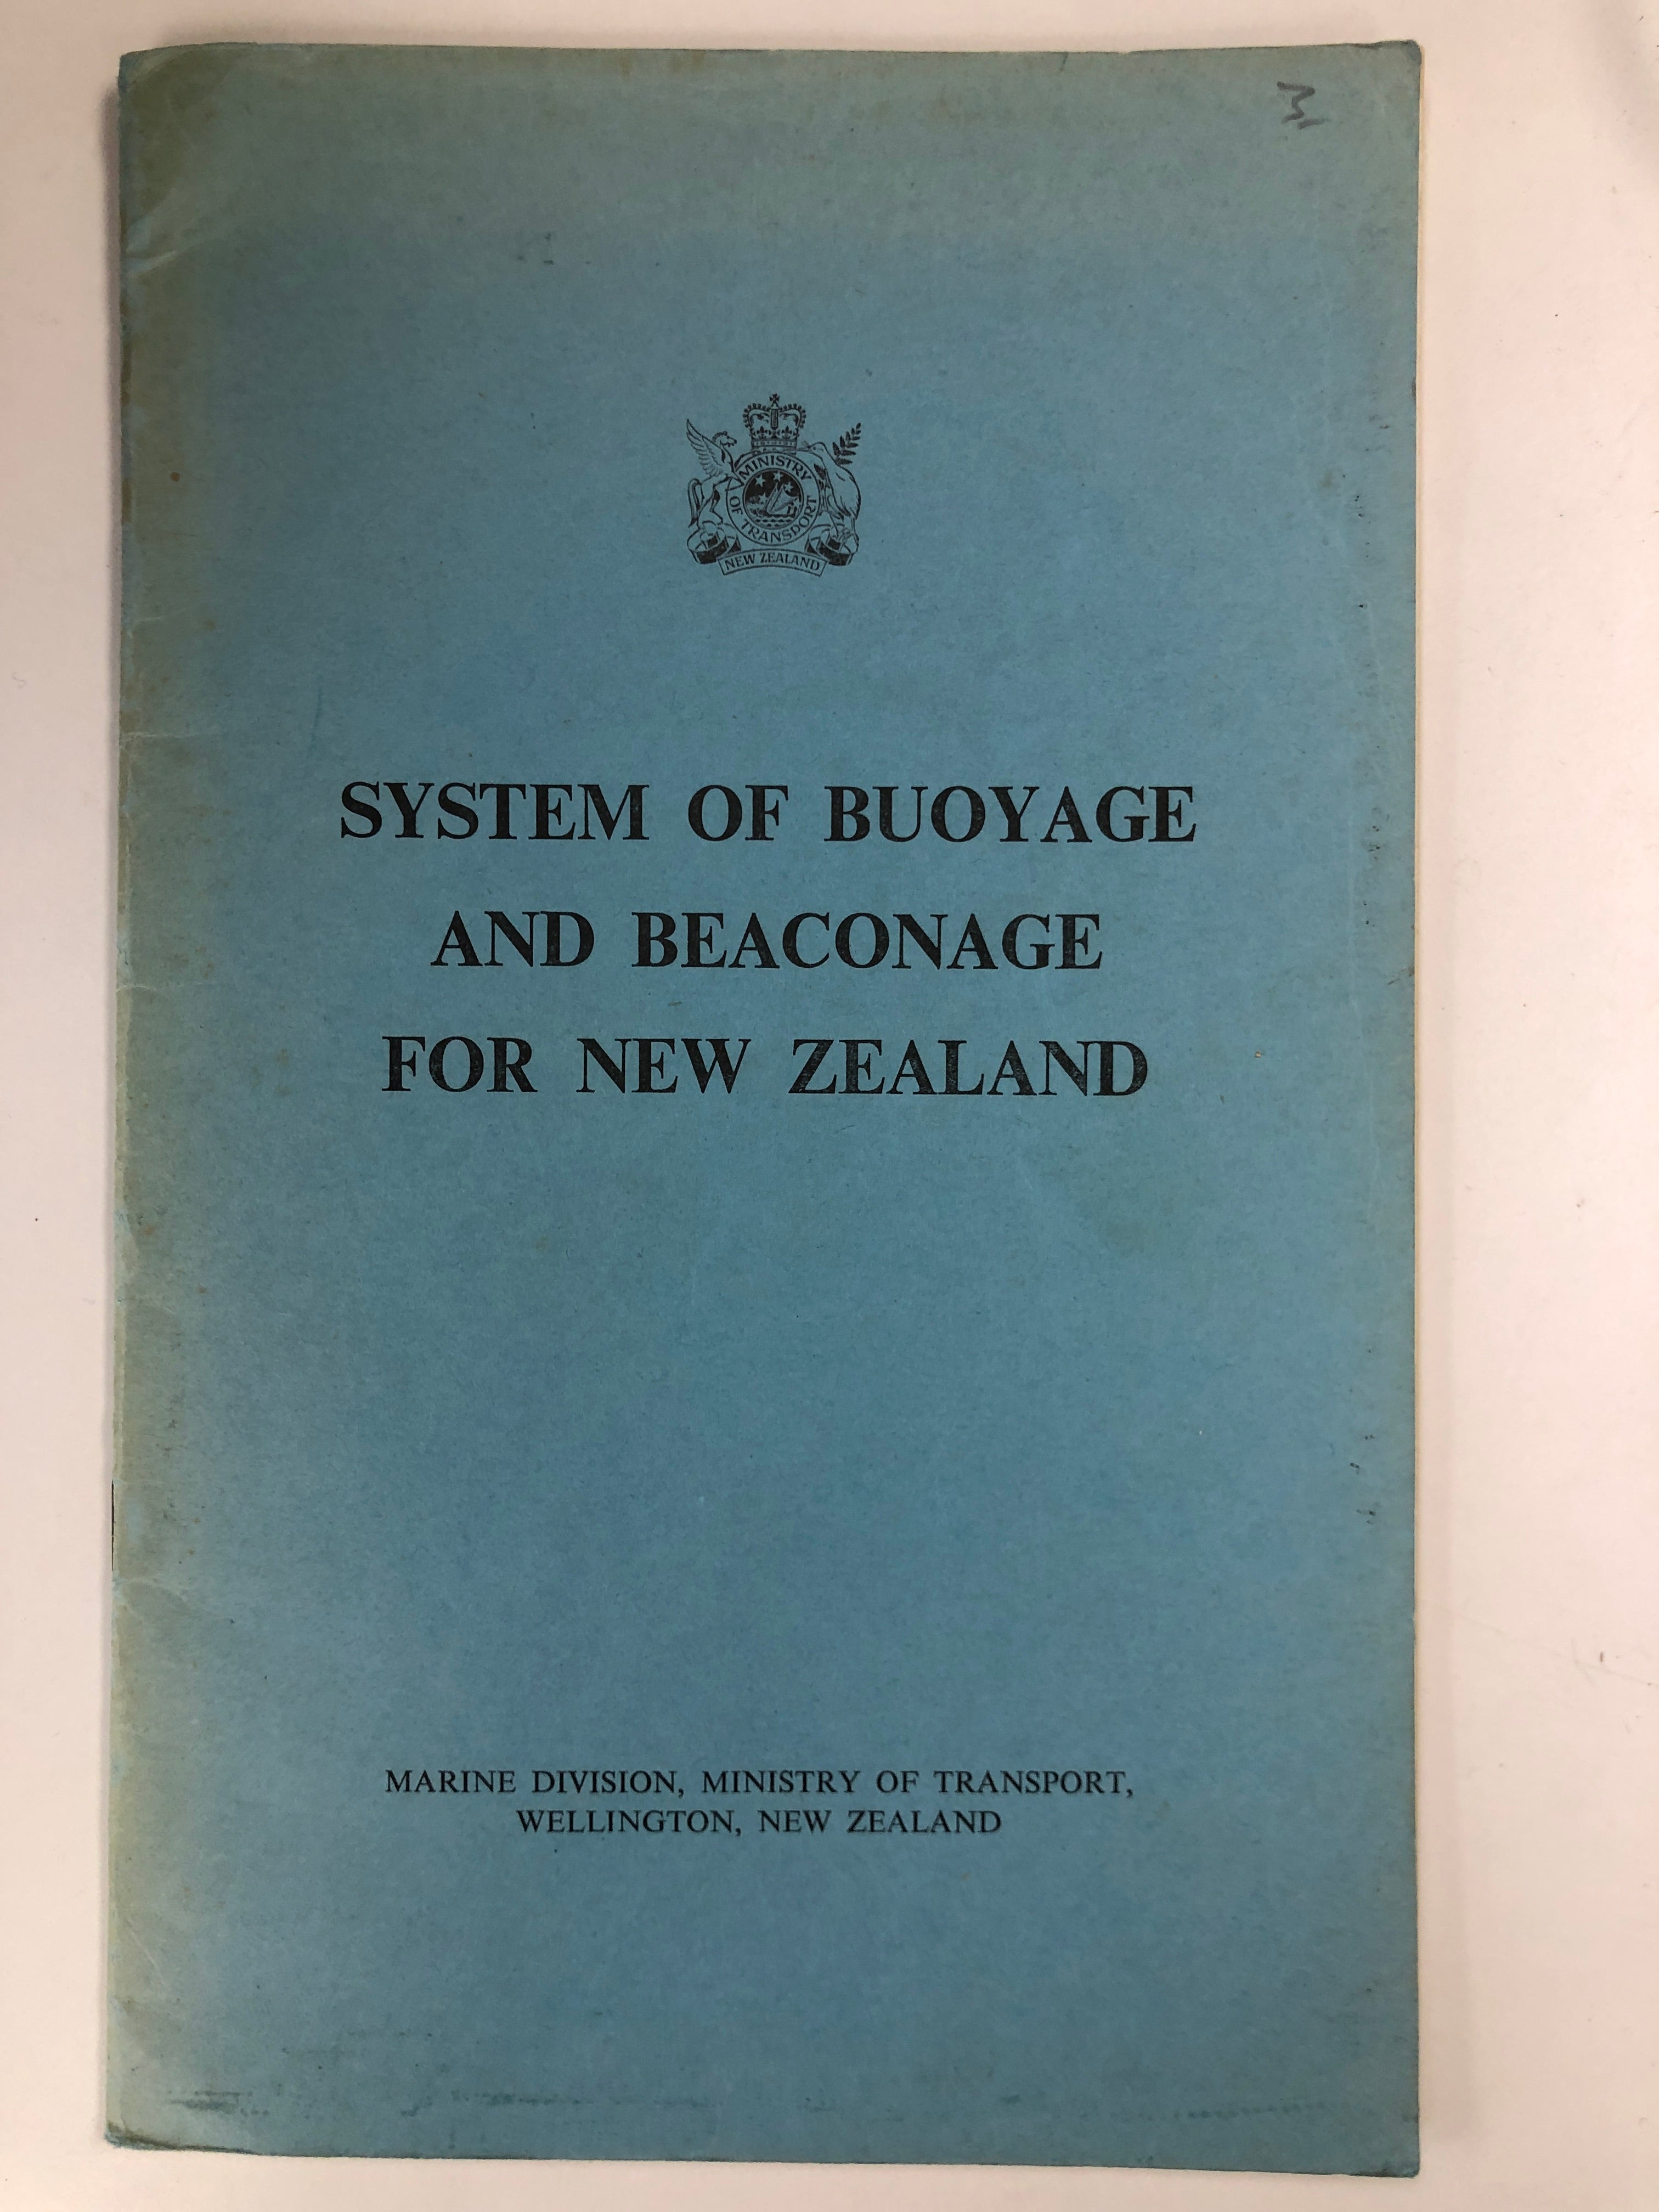 MINISTRY
OF TRANSPORT
NEW ZEALAND
SYSTEM OF BUOYAGE
AND BEACONAGE
FOR NEW ZEALAND
MARINE DIVISION, MINISTRY OF TRANSPORT,
WELLINGTON, NEW ZEALAND